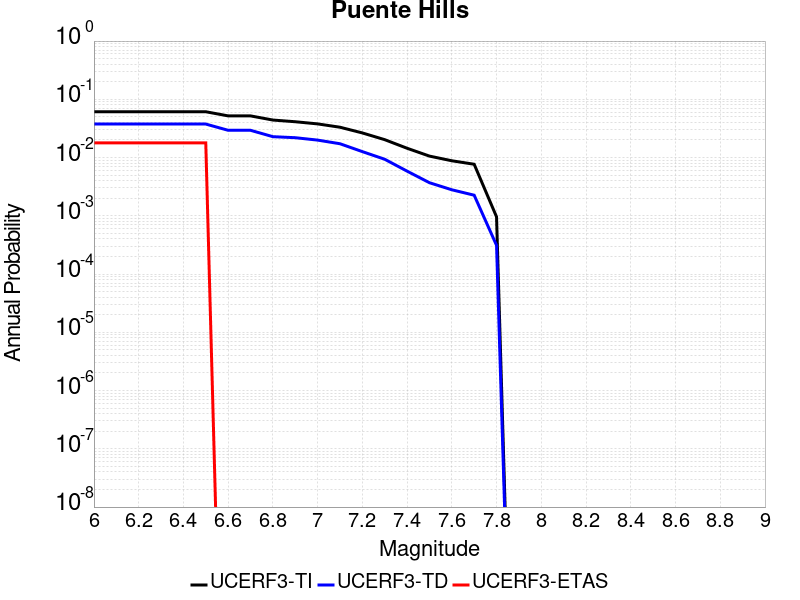 Puente Hills
10^0
10^-1
10^-2
10^-3
10^-4
10^-5
10^-6
10^-7
10^-8
Annual Probability
6 6.2 6.4 6.6 6.8 7 7.2 7.4 7.6 7.8 8 8.2 8.4 8.6 8.8 9
Magnitude
UCERF3-TI UCERF3-TD UCERF3-ETAS